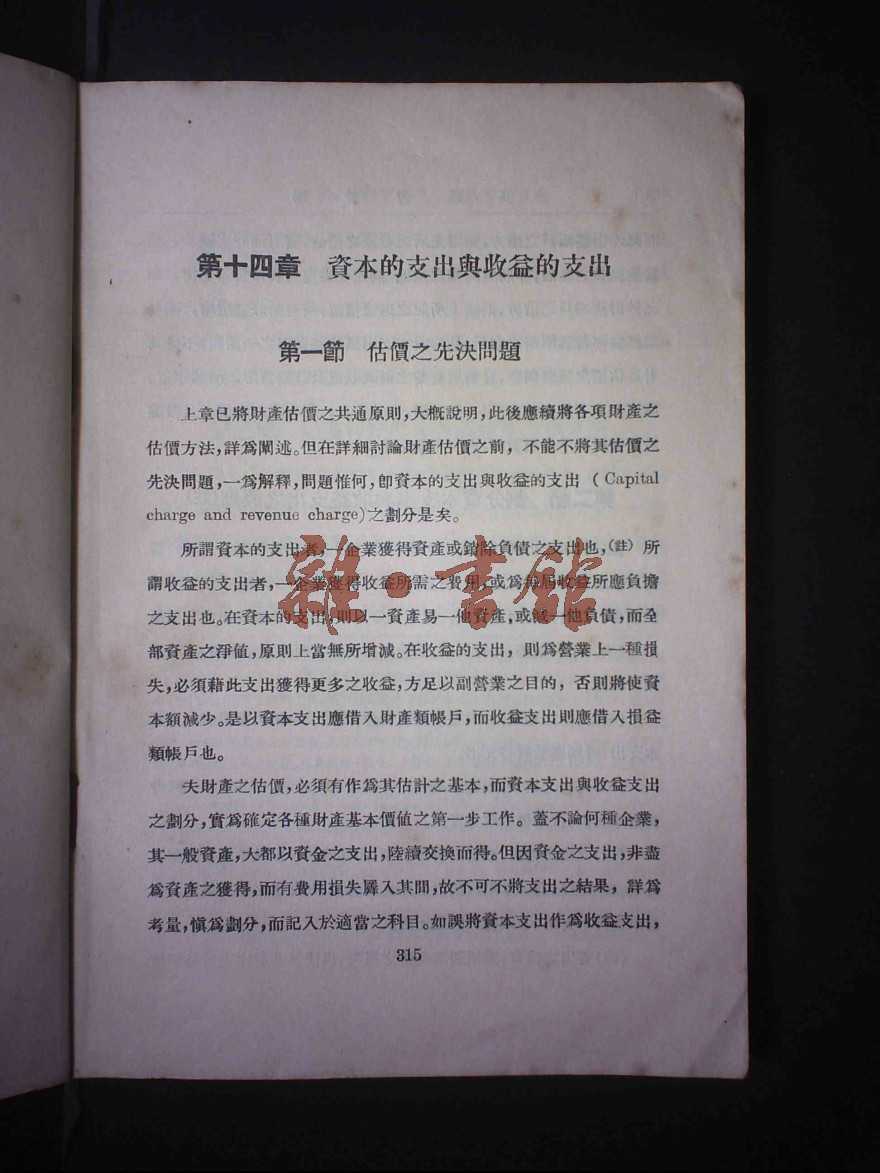 第十四章 資本的支出與收益的支出
第一節 估價之先決問題
上章已將財產估價之共通原則，大概說明，此後應續將各項財產之
估價方法，詳爲闡述。但在詳細討論財產估價之前，不能不將其估價之
先決問題，一爲解釋，問題惟何，卽資本的支出與收益的支出（Capital
charge and revenue charge)之劃分是矣。
所謂資本的支出者，一企業獲得資產或銷除負債之支出也，(註）所
謂收益的支出者，一企業獲得收益所需之費用，或爲每屆收益所應負擔
之支出也。在資本的支出，則以一資產易一他資產，或減一他負債，而全
部資產之淨値，原則上當無所增減。在收益的支出，則爲營業上一種損
失，必須藉此支出獲得更多之收益，方足以副營業之目的，否則將使資
本額減少。是以資本支出應借入財產類帳戶，而收益支出則應借入損益
類帳戶也。
夫財產之估價，必須有作爲其估計之基本，而資本支出與收益支出
之劃分，實爲確定各種財產基本價値之第一步工作。蓋不論何種企業，
其一般資產，大都以資金之支出，陸續交換而得。但因資金之支出，非盡
爲資產之獲得，而有費用損失羼入其間，故不可不將支出之結果，詳爲
考量，愼爲劃分，而記入於適當之科目。如誤將資本支出作爲收益支出，
315
雜·書館